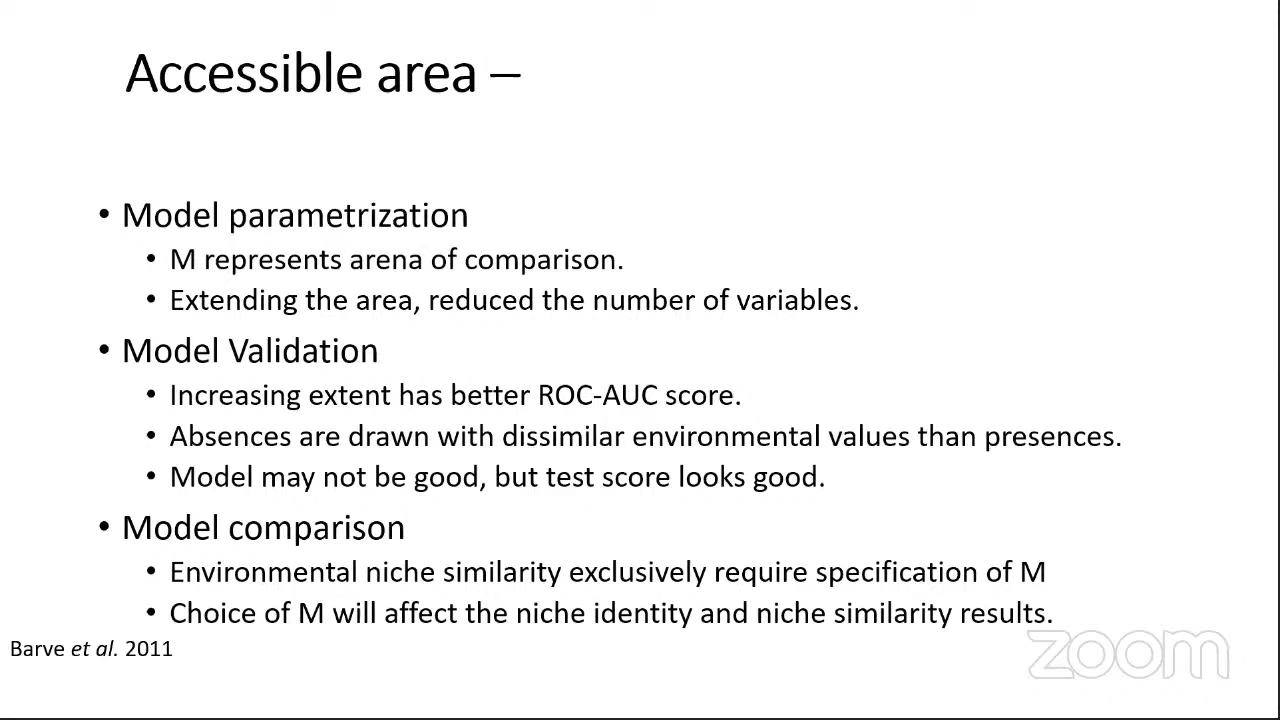 Accessible area –
• Model parametrization
• M represents arena of comparison.
• Extending the area, reduced the number of variables.
• Model Validation
• Increasing extent has better ROC-AUC score.
• Absences are drawn with dissimilar environmental values than presences.
• Model may not be good, but test score looks good.
• Model comparison
• Environmental niche similarity exclusively require specification of M
• Choice of M will affect the niche identity and niche similarity results.
Barve et al. 2011
zoom